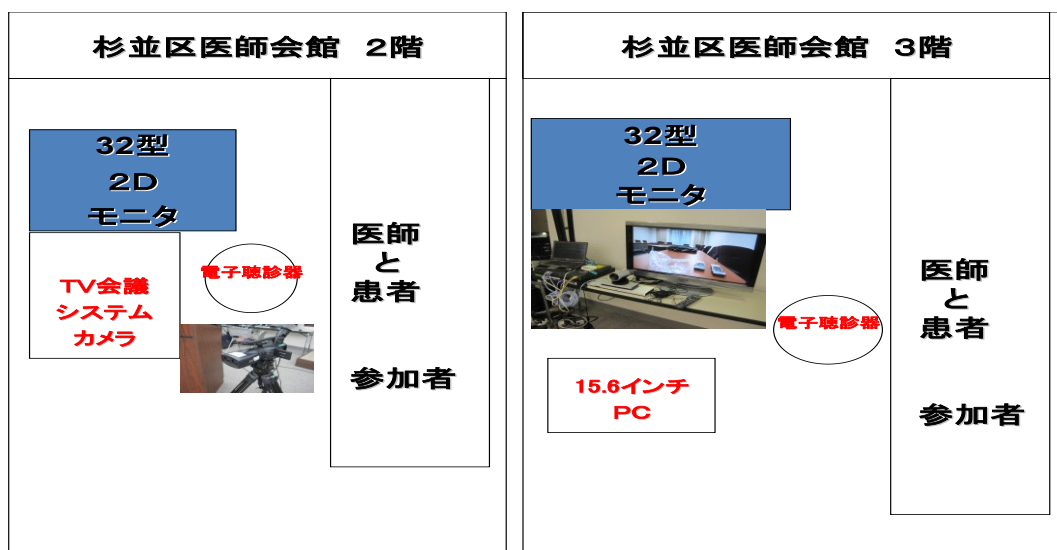 杉並区医師会館 2階
32型
2D
モニタ
TV会議
システム
カメラ
電子聴診器
医師
と
患者
参加者
杉並区医師会館 3階
32型
2D
モニタ
電子聴診器
15.6インチ
PC
医師
と
患者
参加者